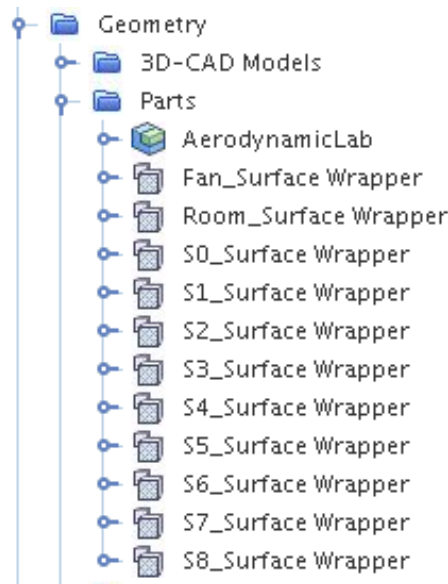 Geometry
3D-CAD Models
Parts
AerodynamicLab
Fan_Surface Wrapper
Room_Surface Wrapper
S0_Surface Wrapper
S1_Surface Wrapper
S2_Surface Wrapper
S3_Surface Wrapper
S4_Surface Wrapper
S5_Surface Wrapper
S6_Surface Wrapper
S7_Surface Wrapper
S8_Surface Wrapper